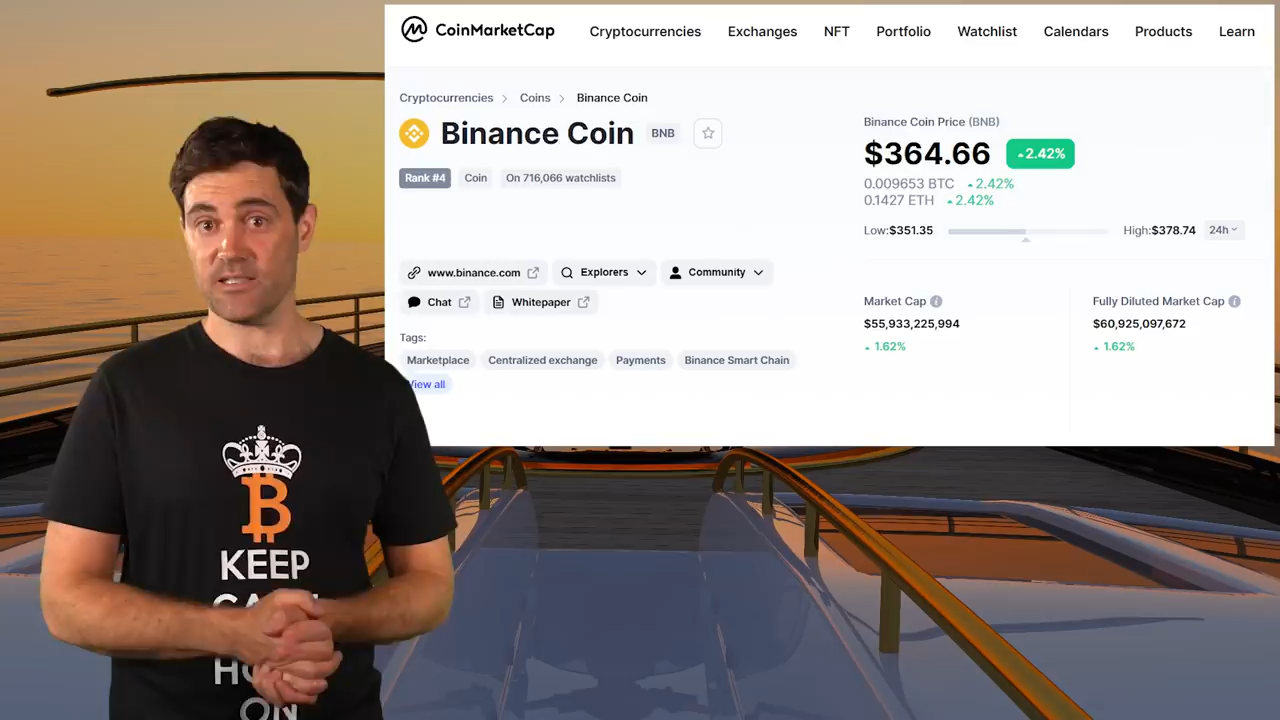 CoinMarketCap Cryptocurrencies Exchanges NFT Portfolio Watchlist Calendars Products Learn
Cryptocurrencies > Coins > Binance Coin
Binance Coin BNB
Rank #4 Coin On 716,066 watchlists
www.binance.com Explorers Community
Chat Whitepaper
Tags:
Marketplace Centralized exchange Payments Binance Smart Chain
View all
Binance Coin Price (BNB)
$364.66 2.42%
0.009653 BTC 2.42%
0.1427 ETH 2.42%
Low:$351.35 High:$378.74 24h
Market Cap
$55,933,225,994
1.62%
Fully Diluted Market Cap
$60,925,097,672
1.62%
B
KEEP
ON